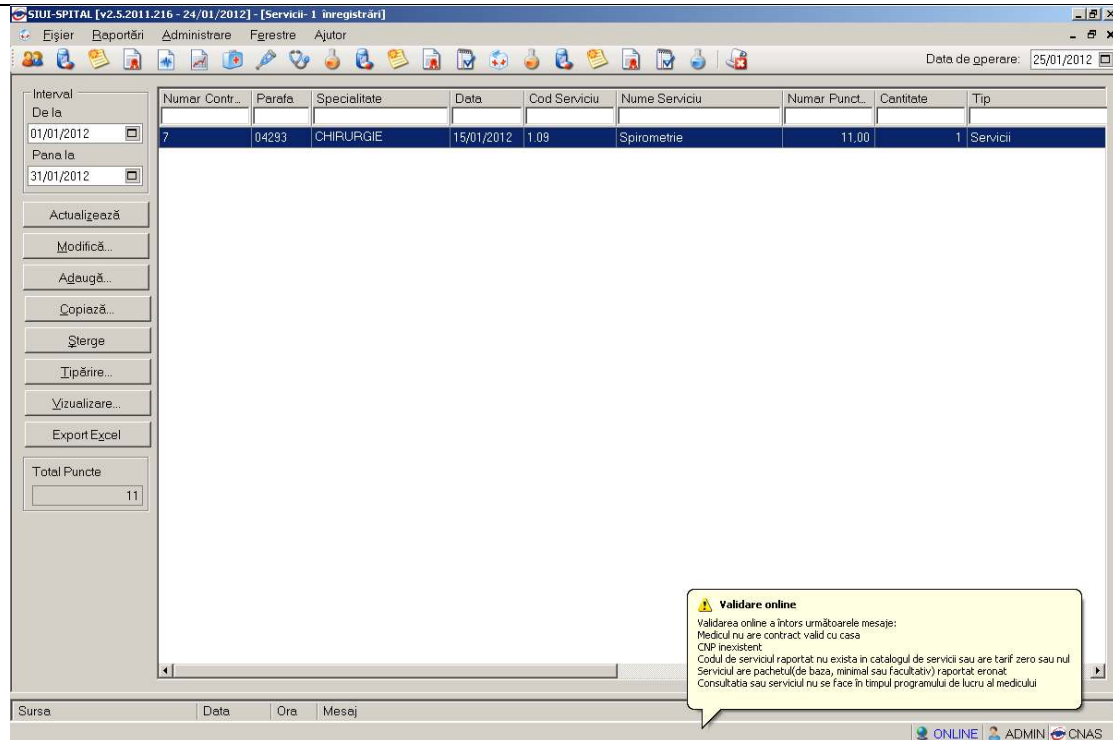 SIUI-SPITAL [v2.5.2011.216 - 24/01/2012] - [Servicii- 1 înregistrări]
Fişier Raportări Administrare Ferestre Ajutor
Data de operare: 25/01/2012
Interval
De la
01/01/2012
Pana la
31/01/2012
Actualizează
Modifică...
Adaugă...
Copiază...
Şterge
Tipărire...
Vizualizare...
Export Excel
Total Puncte
11
Numar Contr... Parafa Specialitate Data Cod Serviciu Nume Serviciu Numar Punct... Cantitate Tip
7 04293 CHIRURGIE 15/01/2012 1.09 Spirometrie 11,00 1 Servicii
Validare online
Validarea online a întors următoarele mesaje:
Medicul nu are contract valid cu casa
CNP inexistent
Codul de serviciul raportat nu exista in catalogul de servicii sau are tarif zero sau nul
Serviciul are pachetul(de baza, minimal sau facultativ) raportat eronat
Consultatia sau serviciul nu se face în timpul programului de lucru al medicului
Sursa Data Ora Mesaj
ONLINE ADMIN CNAS